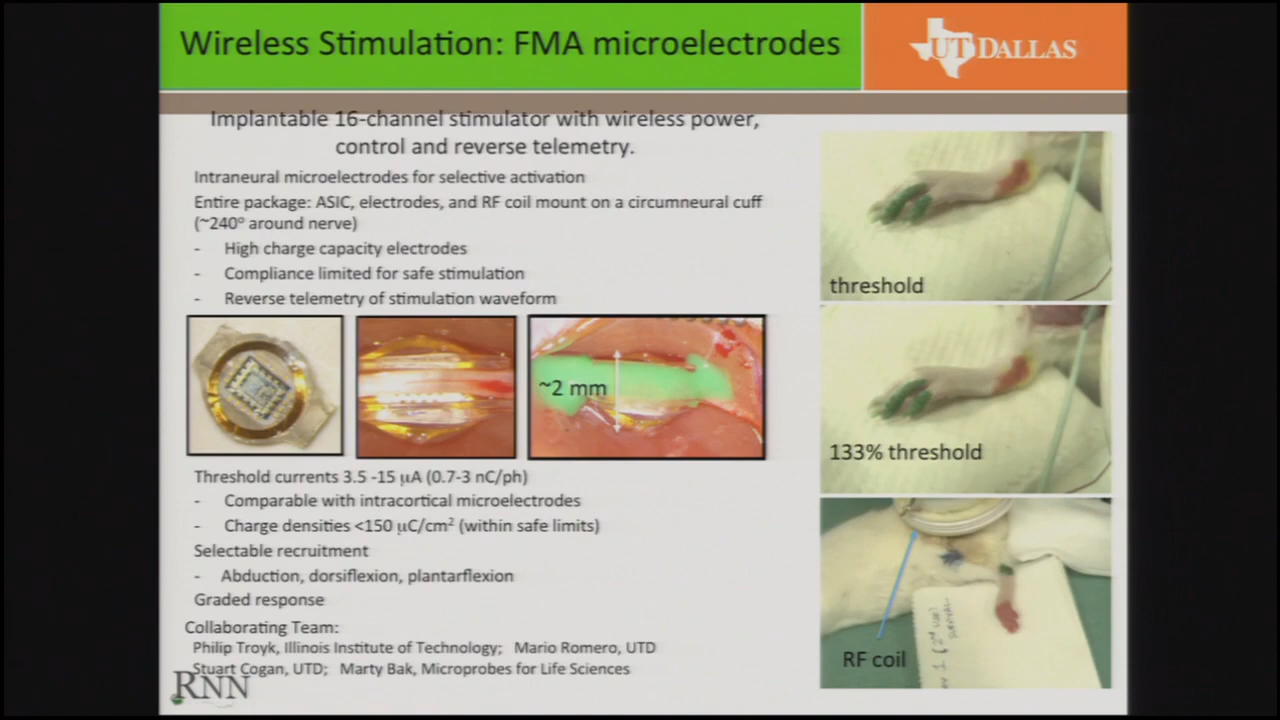 Wireless Stimulation: FMA microelectrodes
UT DALLAS
Implantable 16-channel stimulator with wireless power,
control and reverse telemetry.
Intraneural microelectrodes for selective activation
Entire package: ASIC, electrodes, and RF coil mount on a circumneural cuff
(~240° around nerve)
- High charge capacity electrodes
- Compliance limited for safe stimulation
- Reverse telemetry of stimulation waveform
~2 mm
Threshold currents 3.5 -15 µA (0.7-3 nC/ph)
- Comparable with intracortical microelectrodes
- Charge densities <150 µC/cm² (within safe limits)
Selectable recruitment
- Abduction, dorsiflexion, plantarflexion
Graded response
Collaborating Team:
Philip Troyk, Illinois Institute of Technology; Mario Romero, UTD
Stuart Cogan, UTD; Marty Bak, Microprobes for Life Sciences
RNN
threshold
133% threshold
RF coil